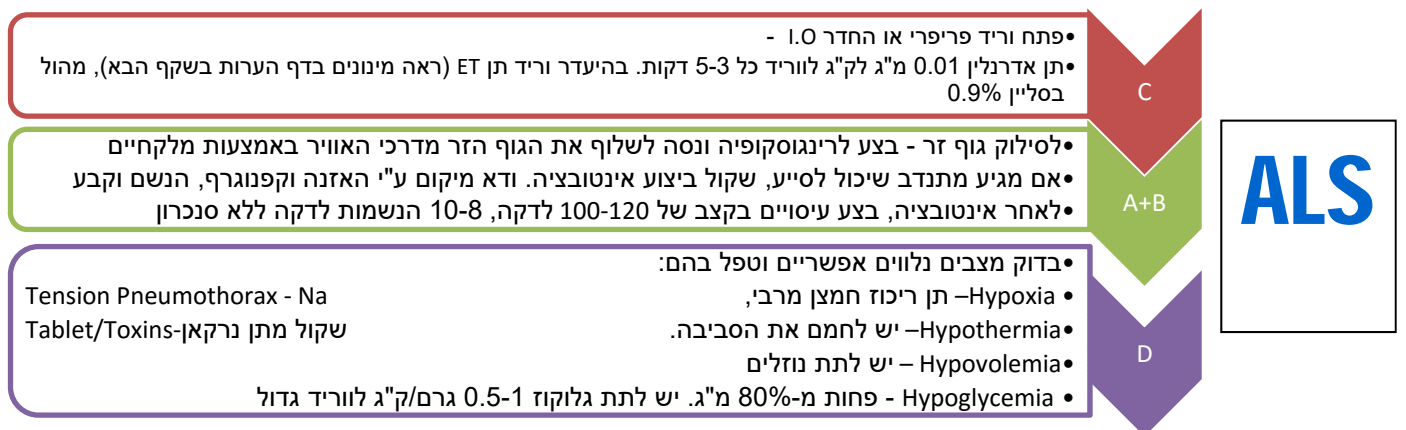 •פתח וריד פריפרי או החדר I.O -
•תן אדרנלין 0.01 מ"ג לק"ג לווריד כל 5-3 דקות. בהיעדר וריד תן ET (ראה מינונים בדף הערות בשקף הבא), מהול
בסליין 0.9%
C
•לסילוק גוף זר - בצע לרינגוסקופיה ונסה לשלוף את הגוף הזר מדרכי האוויר באמצעות מלקחיים
•אם מגיע מתנדב שיכול לסייע, שקול ביצוע אינטובציה. ודא מיקום ע"י האזנה וקפנוגרף, הנשם וקבע
•לאחר אינטובציה, בצע עיסויים בקצב של 100-120 לדקה, 10-8 הנשמות לדקה ללא סנכרון
A+B
ALS
•בדוק מצבים נלווים אפשריים וטפל בהם:
• Hypoxia– תן ריכוז חמצן מרבי,
Tension Pneumothorax - Na
•Hypothermia– יש לחמם את הסביבה.
Tablet/Toxins-שקול מתן נרקאן
•Hypovolemia – יש לתת נוזלים
• Hypoglycemia - פחות מ-80% מ"ג. יש לתת גלוקוז 0.5-1 גרם/ק"ג לווריד גדול
D